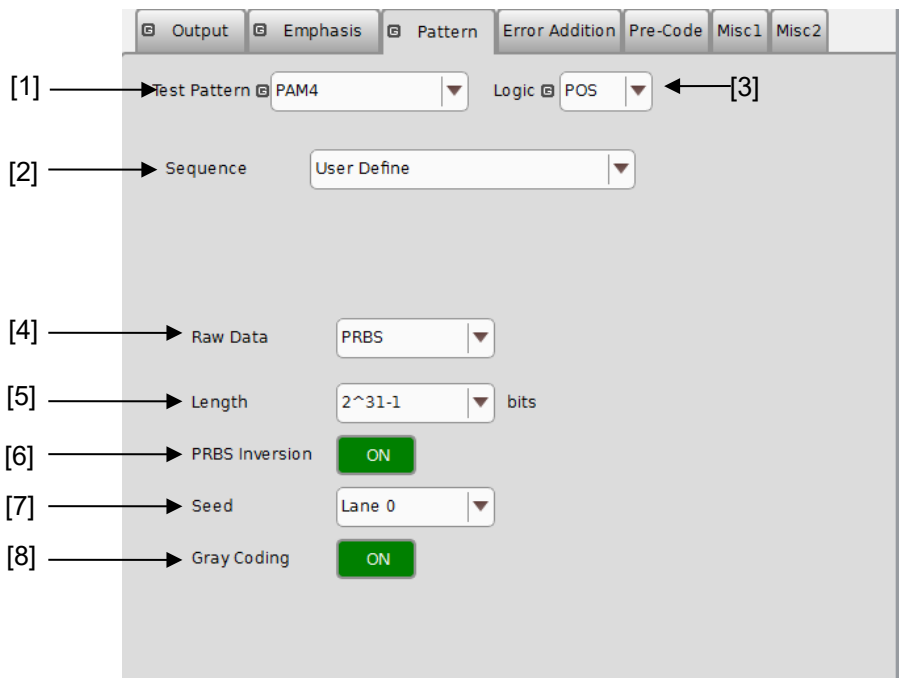 G Output G Emphasis G Pattern Error Addition Pre-Code Misc1 Misc2
[1] Test Pattern G PAM4 Logic G POS [3]
[2] Sequence User Define
[4] Raw Data PRBS
[5] Length 2^31-1 bits
[6] PRBS Inversion ON
[7] Seed Lane 0
[8] Gray Coding ON